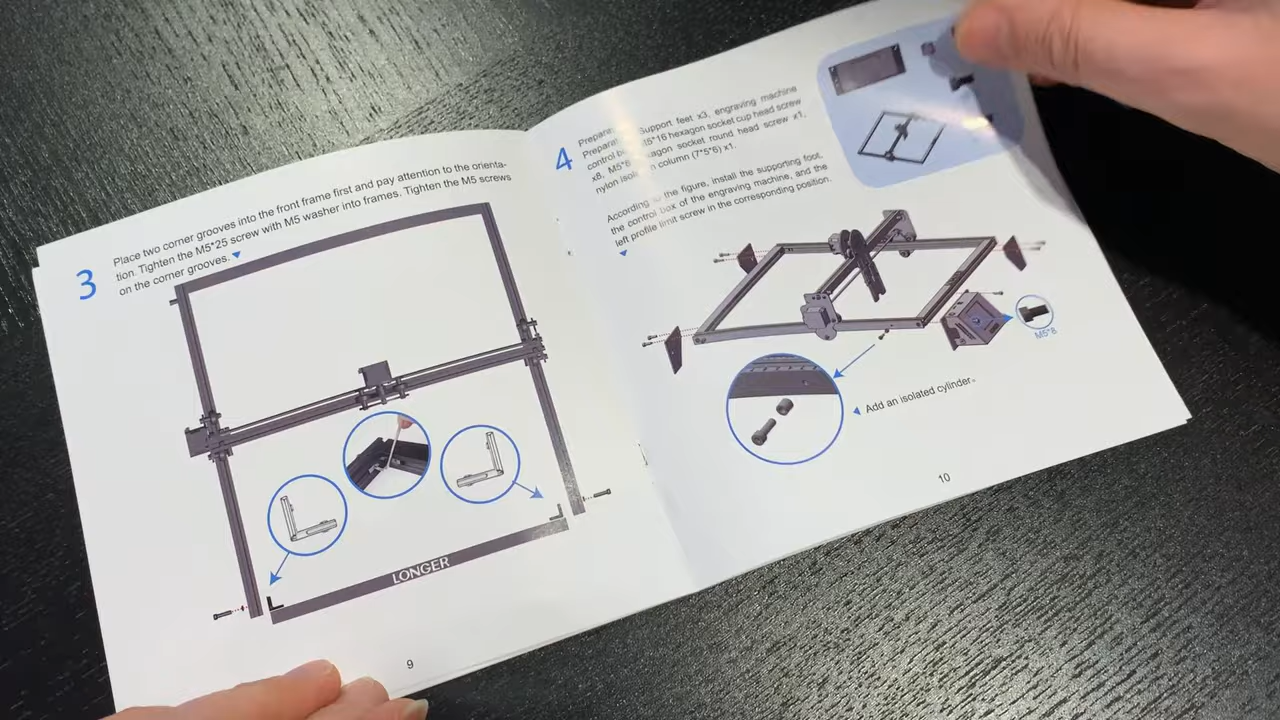 3
Place two corner grooves into the front frame first and pay attention to the orienta-
tion. Tighten the M5*25 screw with M5 washer into frames. Tighten the M5 screws
on the corner grooves.
LONGER
9
4
Support feet x3, engraving machine
control 5*16 hexagon socket cup head screw
x8, M5*8 socket round head screw x1,
nylon column (7*5*6) x1.
According to the figure, install the supporting foot,
the control box of the engraving machine, and the
left profile limit screw in the corresponding position.
M5*8
Add an isolated cylinder.
10